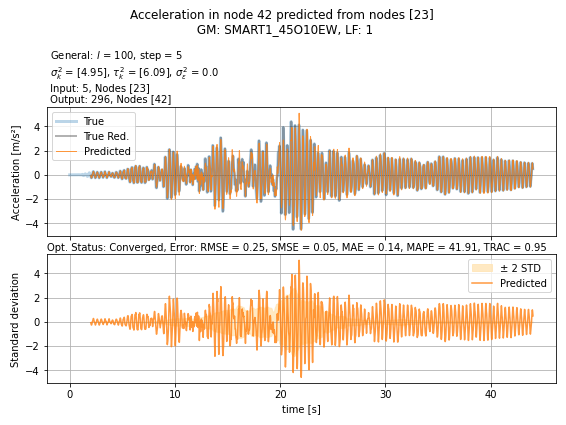 Acceleration in node 42 predicted from nodes [23]
GM: SMART1_45O10EW, LF: 1
General: l = 100, step = 5
σ²ₖ = [4.95], τ²ₖ = [6.09], σ²ε = 0.0
Input: 5, Nodes [23]
Output: 296, Nodes [42]
Acceleration [m/s²]
4
2
0
−2
−4
True
True Red.
Predicted
Opt. Status: Converged, Error: RMSE = 0.25, SMSE = 0.05, MAE = 0.14, MAPE = 41.91, TRAC = 0.95
Standard deviation
4
2
0
−2
−4
± 2 STD
Predicted
0 10 20 30 40
time [s]